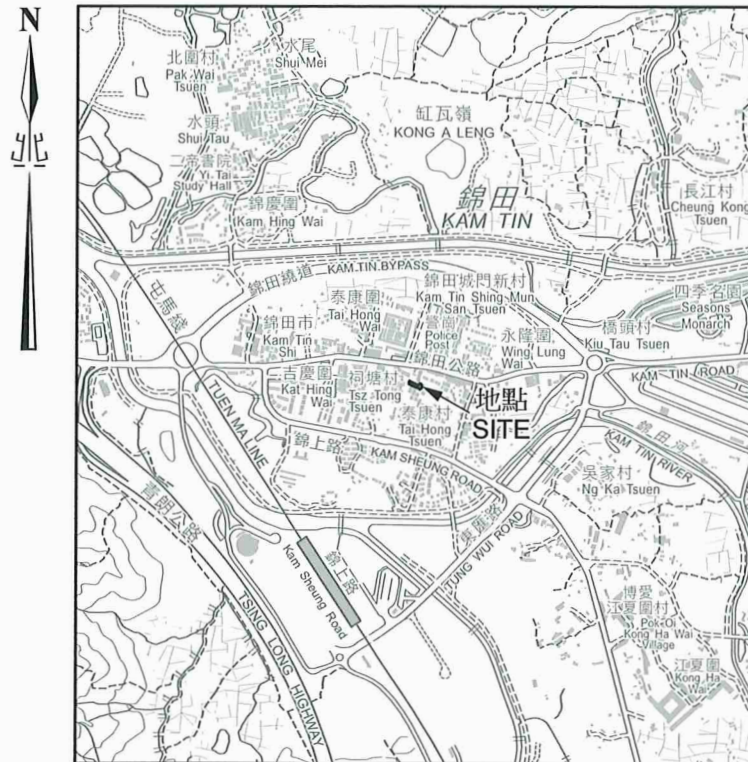 N
北
北圍村
Pak Wai
Tsuen
水尾
Shui Mei
水頭
Shui Tau
二帝書院
Yi Tai
Study Hall
錦慶圍
Kam Hing Wai
缸瓦嶺
KONG A LENG
錦田
KAM TIN
長江村
Cheung Kong
Tsuen
錦田繞道
KAM TIN BYPASS
屯馬綫
TUEN MA LINE
錦田市
Kam Tin
Shi
泰康圍
Tai Hong
Wai
錦田城門新村
Kam Tin Shing Mun
San Tsuen
警崗
Police
Post
永隆圍
Wing Lung
Wai
橋頭村
Kiu Tau Tsuen
四季名園
Seasons
Monarch
錦田公路
KAM TIN ROAD
吉慶圍
Kat Hing
Wai
祠塘村
Tsz Tong
Tsuen
泰康村
Tai Hong
Tsuen
地點
SITE
錦田河
KAM TIN RIVER
錦上路
KAM SHEUNG ROAD
吳家村
Ng Ka Tsuen
東匯路
TUNG WUI ROAD
青朗公路
TSING LONG HIGHWAY
錦上路
Kam Sheung Road
博愛
江夏圍村
Pok Oi
Kong Ha Wai
Village
江夏圍
Kong Ha
Wai